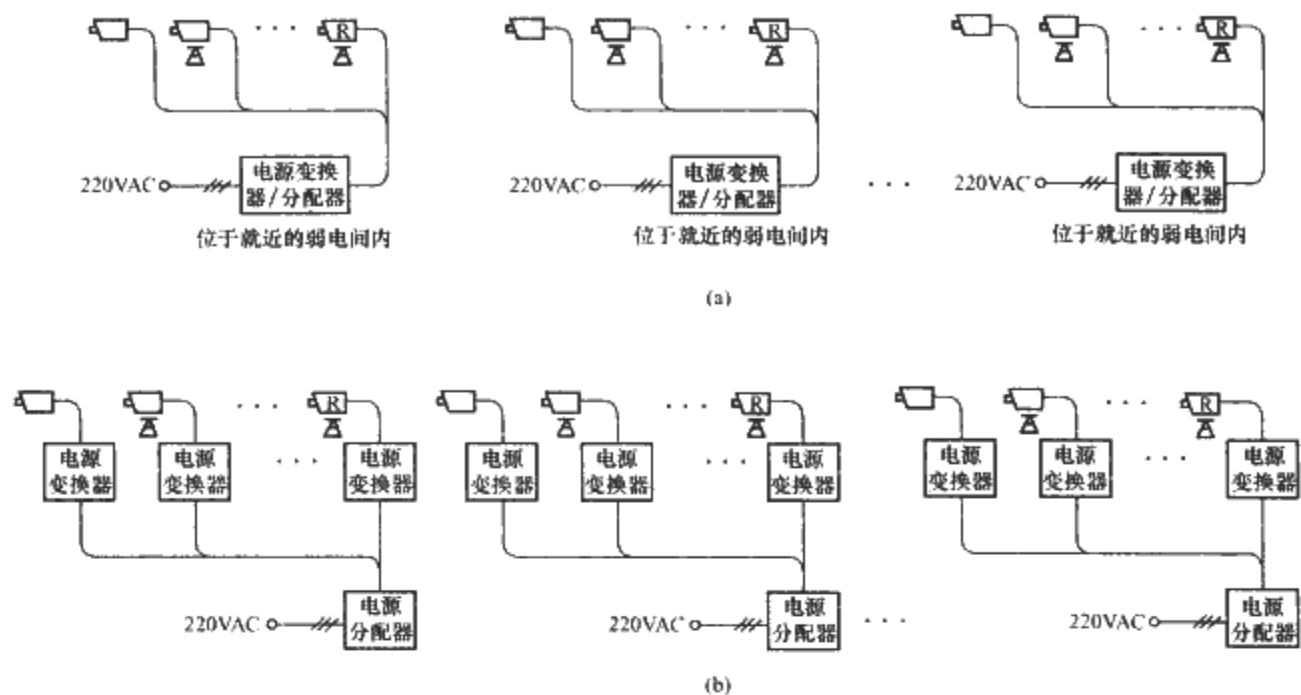 R
R
R
220VAC
电源变换
器/分配器
位于就近的弱电间内
220VAC
电源变换
器/分配器
位于就近的弱电间内
220VAC
电源变换
器/分配器
位于就近的弱电间内
(a)
R
R
R
电源
变换器
电源
变换器
电源
变换器
电源
变换器
电源
变换器
电源
变换器
电源
变换器
电源
变换器
电源
变换器
220VAC
电源
分配器
220VAC
电源
分配器
220VAC
电源
分配器
(b)